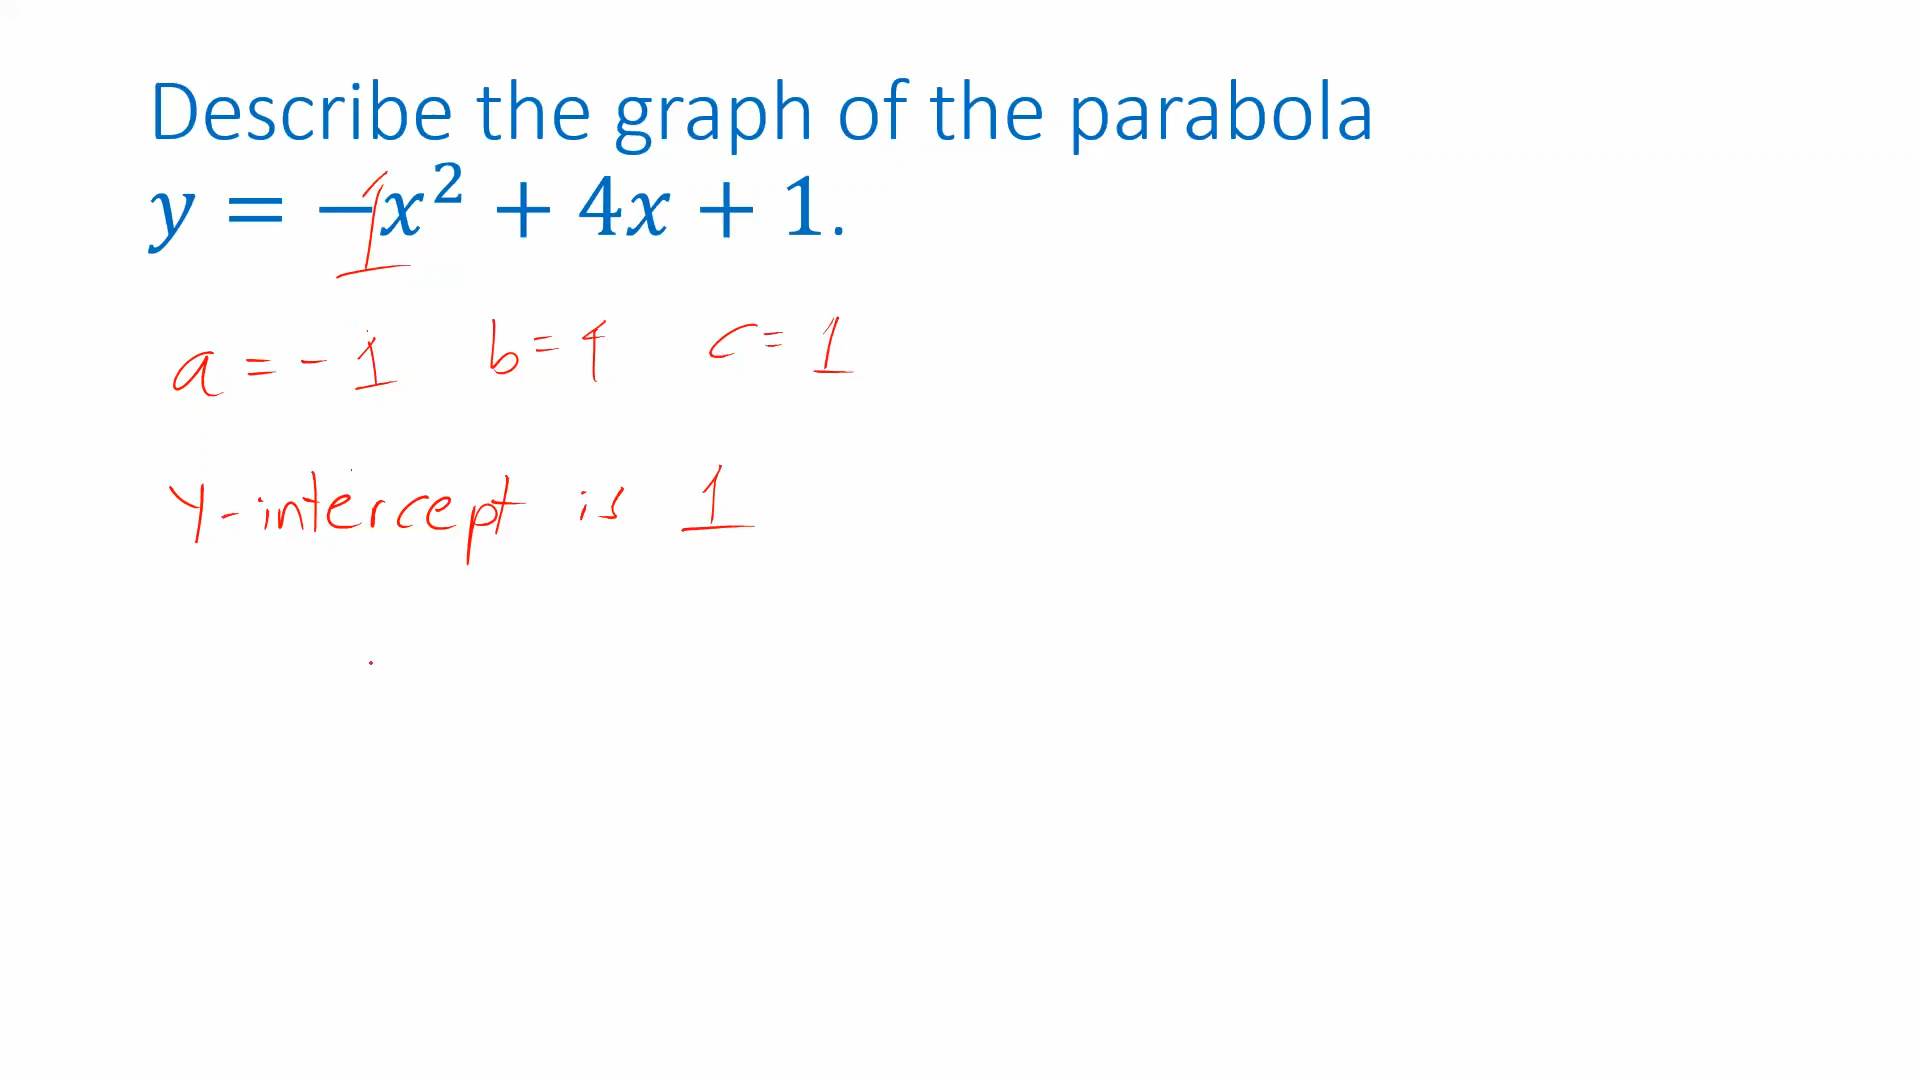 Describe the graph of the parabola
y = −1x² + 4x + 1.
a = - 1 b = 4 c = 1
Y-intercept is 1